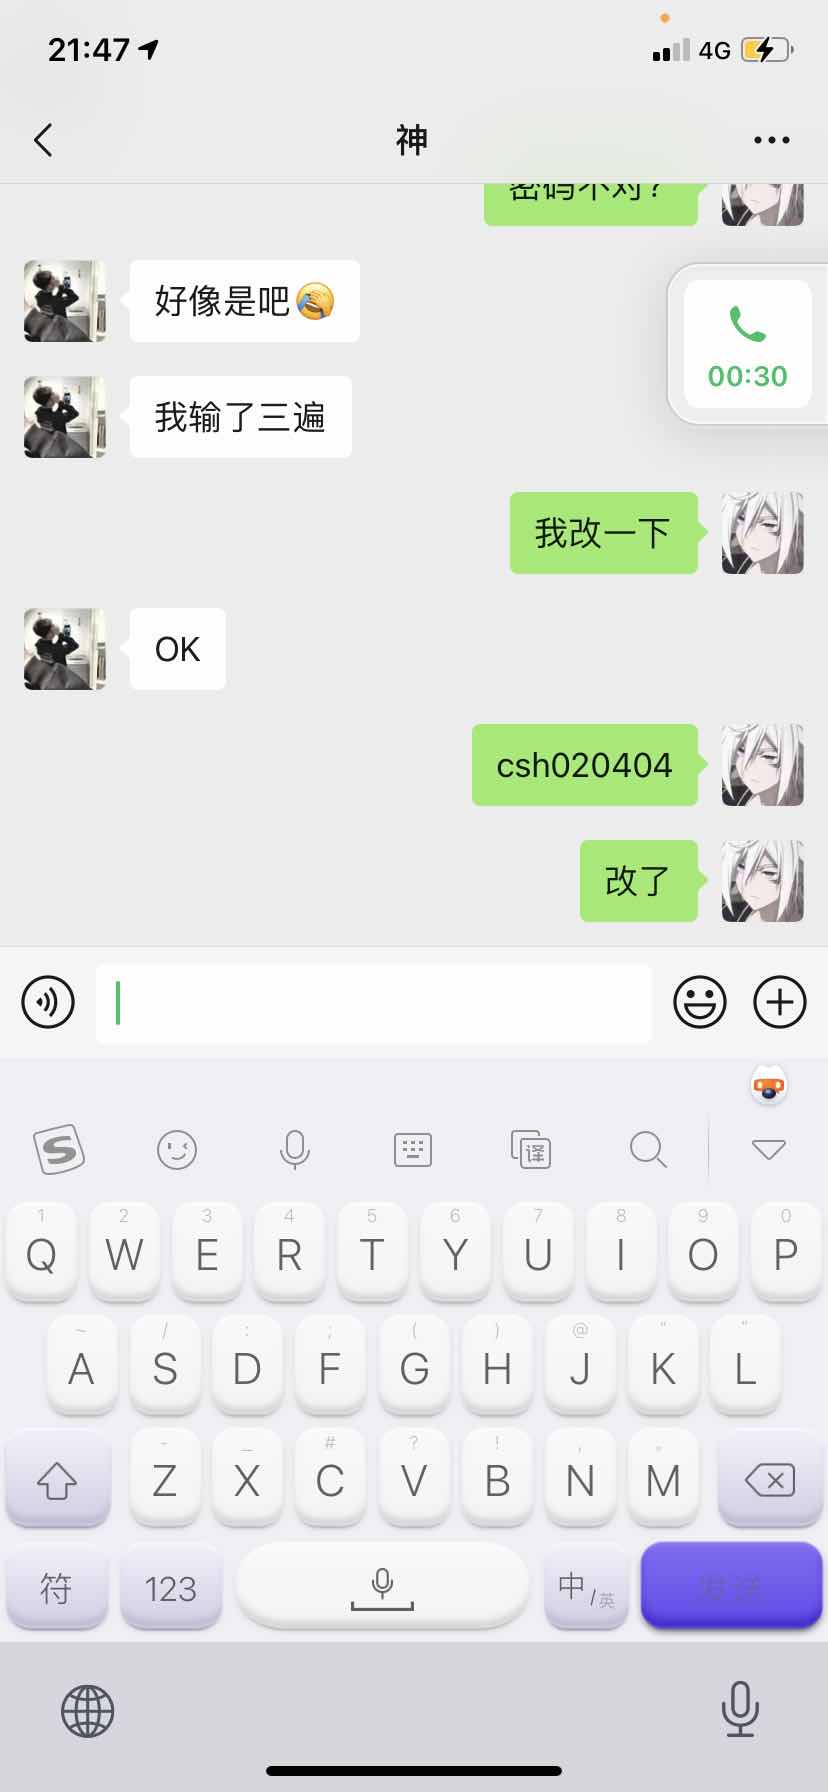 21:47
4G
神
密码不对?
好像是吧
00:30
我输了三遍
我改一下
OK
csh020404
改了
S
译
1 2 3 4 5 6 7 8 9 0
Q W E R T Y U I O P
~ / : ; ( ) @ “ ”
A S D F G H J K L
- _ # ? ! , 。
Z X C V B N M
符 123 中/英 发送